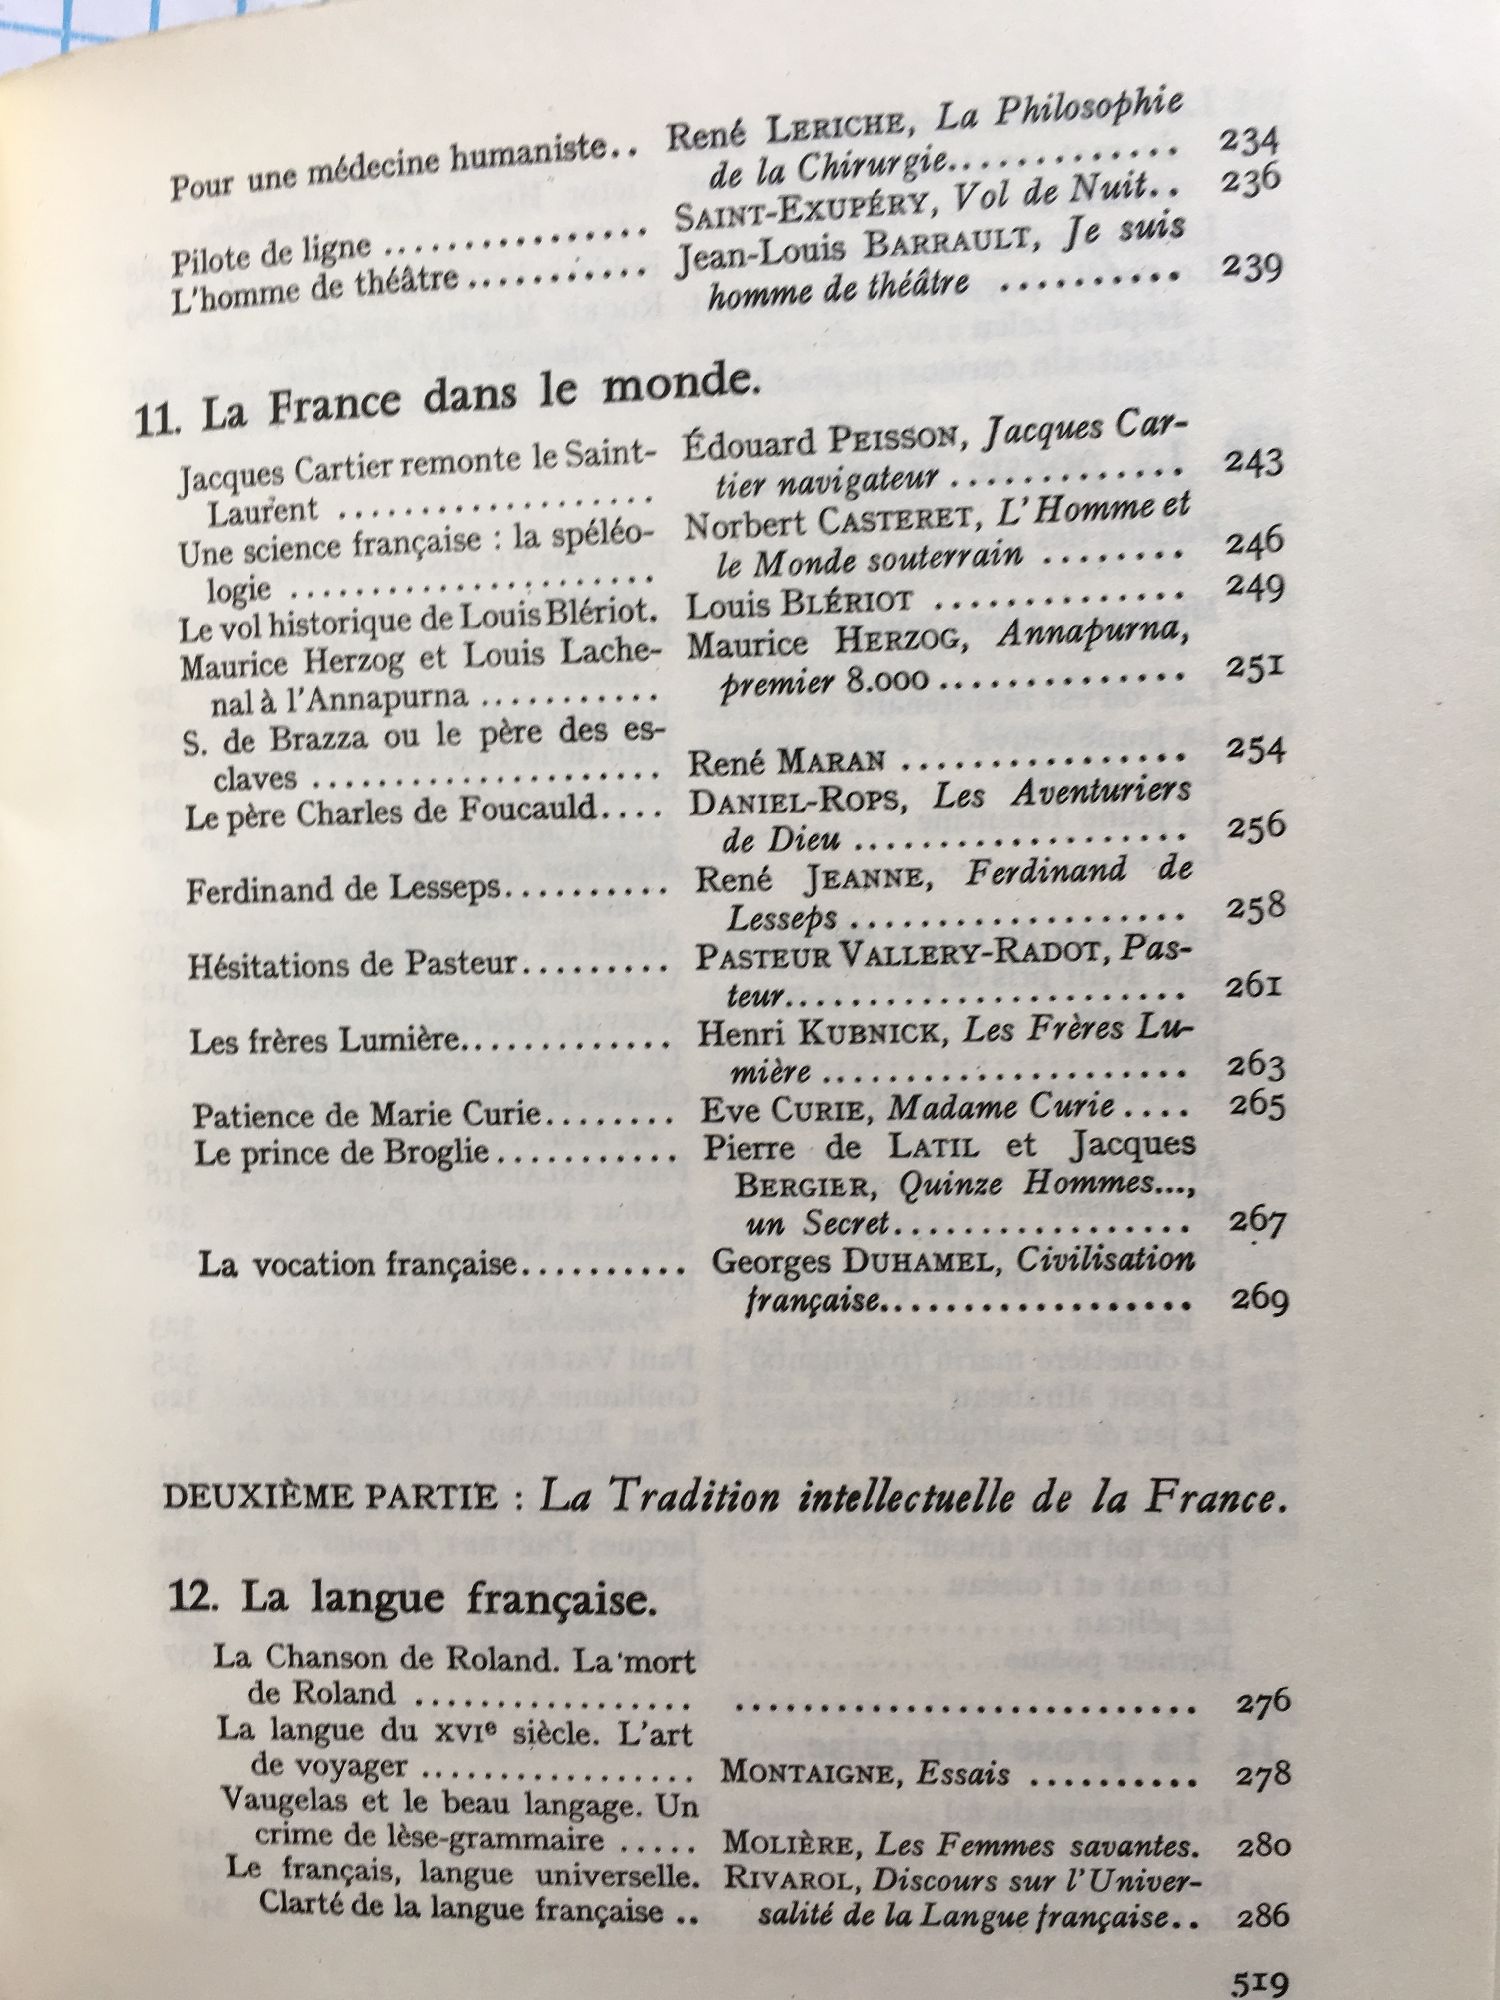 Pour une médecine humaniste.. René LERICHE, La Philosophie
de la Chirurgie............. 234
Pilote de ligne ................ SAINT-EXUPÉRY, Vol de Nuit.. 236
L'homme de théâtre ........... Jean-Louis BARRAULT, Je suis
homme de théâtre .......... 239
11. La France dans le monde.
Jacques Cartier remonte le Saint- Édouard PEISSON, Jacques Car-
Laurent ................... tier navigateur ............. 243
Une science française : la spéléo- Norbert CASTERET, L'Homme et
logie ...................... le Monde souterrain ........ 246
Le vol historique de Louis Blériot. Louis BLÉRIOT .............. 249
Maurice Herzog et Louis Lache- Maurice HERZOG, Annapurna,
nal à l'Annapurna ........... premier 8.000 .............. 251
S. de Brazza ou le père des es-
claves ..................... René MARAN ................ 254
Le père Charles de Foucauld.... DANIEL-ROPS, Les Aventuriers
de Dieu .................... 256
Ferdinand de Lesseps.......... René JEANNE, Ferdinand de
Lesseps .................... 258
Hésitations de Pasteur......... PASTEUR VALLERY-RADOT, Pas-
teur........................ 261
Les frères Lumière............. Henri KUBNICK, Les Frères Lu-
mière ...................... 263
Patience de Marie Curie........ Eve CURIE, Madame Curie .... 265
Le prince de Broglie ........... Pierre de LATIL et Jacques
BERGIER, Quinze Hommes...,
un Secret.................. 267
La vocation française.......... Georges DUHAMEL, Civilisation
française................... 269
DEUXIÈME PARTIE : La Tradition intellectuelle de la France.
12. La langue française.
La Chanson de Roland. La mort
de Roland ................. ............................ 276
La langue du XVIe siècle. L'art
de voyager ................. MONTAIGNE, Essais .......... 278
Vaugelas et le beau langage. Un
crime de lèse-grammaire ..... MOLIÈRE, Les Femmes savantes. 280
Le français, langue universelle. RIVAROL, Discours sur l'Univer-
Clarté de la langue française .. salité de la Langue française.. 286
519